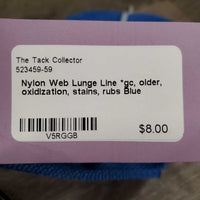 The Tack Collector
523459-59
Nylon Web Lunge Line *gc, older,
oxidization, stains, rubs Blue
V5RGGB
$8.00